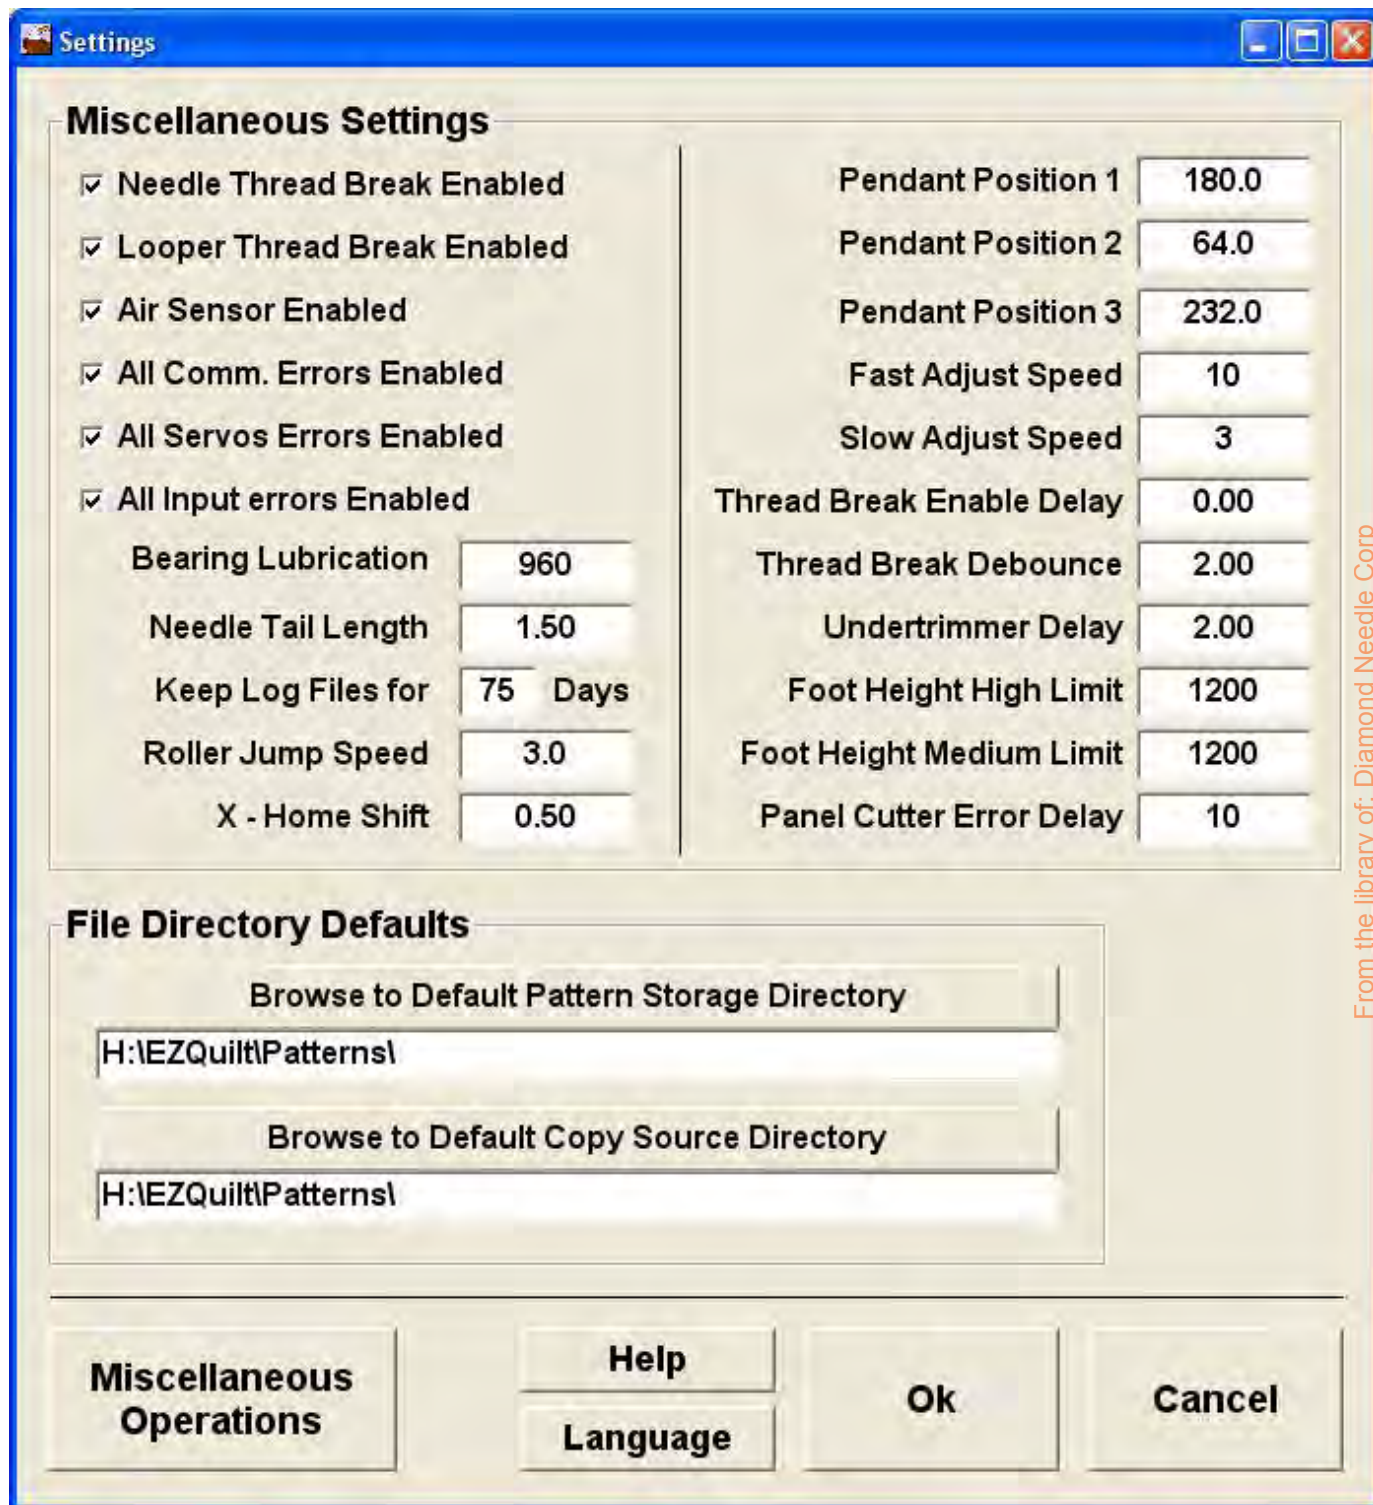 Settings
Miscellaneous Settings
Needle Thread Break Enabled
Looper Thread Break Enabled
Air Sensor Enabled
All Comm. Errors Enabled
All Servos Errors Enabled
All Input errors Enabled
Bearing Lubrication 960
Needle Tail Length 1.50
Keep Log Files for 75 Days
Roller Jump Speed 3.0
X - Home Shift 0.50
Pendant Position 1 180.0
Pendant Position 2 64.0
Pendant Position 3 232.0
Fast Adjust Speed 10
Slow Adjust Speed 3
Thread Break Enable Delay 0.00
Thread Break Debounce 2.00
Undertrimmer Delay 2.00
Foot Height High Limit 1200
Foot Height Medium Limit 1200
Panel Cutter Error Delay 10
File Directory Defaults
Browse to Default Pattern Storage Directory
H:\EZQuilt\Patterns\
Browse to Default Copy Source Directory
H:\EZQuilt\Patterns\
Miscellaneous
Operations
Help
Language
Ok
Cancel
From the library of: Diamond Needle Corp